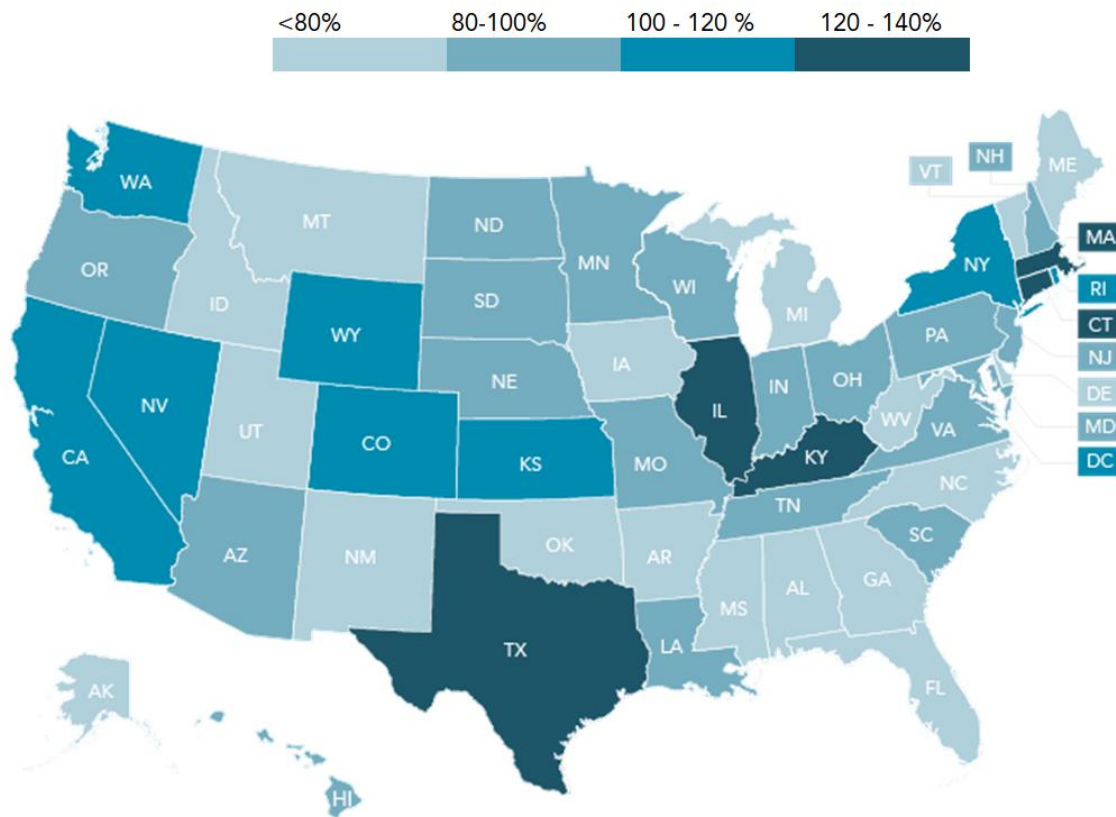 <80% 80-100% 100 - 120 % 120 - 140%
WA
MT
ND
MN
VT
NH
ME
OR
ID
SD
WI
MI
NY
MA
RI
CT
WY
NE
IA
PA
NJ
NV
UT
CO
KS
MO
IL
IN
OH
WV
VA
DE
MD
DC
CA
AZ
NM
OK
AR
KY
TN
NC
SC
TX
LA
MS
AL
GA
FL
AK
HI